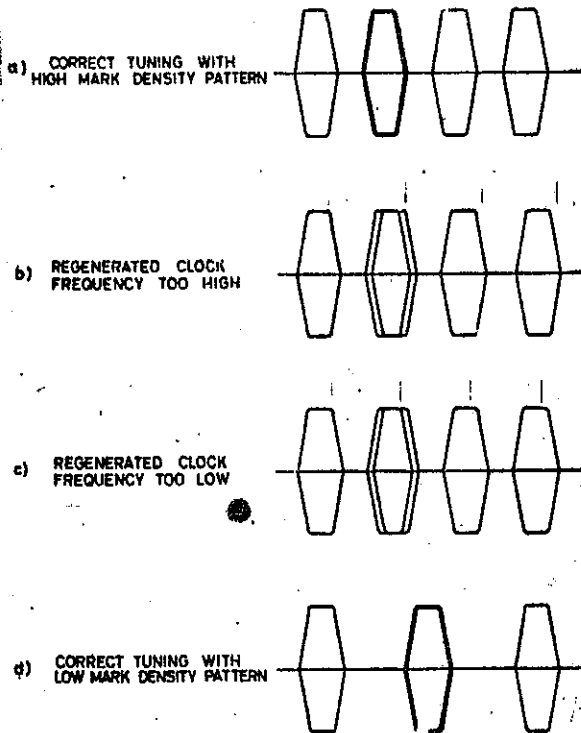 a) CORRECT TUNING WITH
HIGH MARK DENSITY PATTERN
b) REGENERATED CLOCK
FREQUENCY TOO HIGH
c) REGENERATED CLOCK
FREQUENCY TOO LOW
d) CORRECT TUNING WITH
LOW MARK DENSITY PATTERN